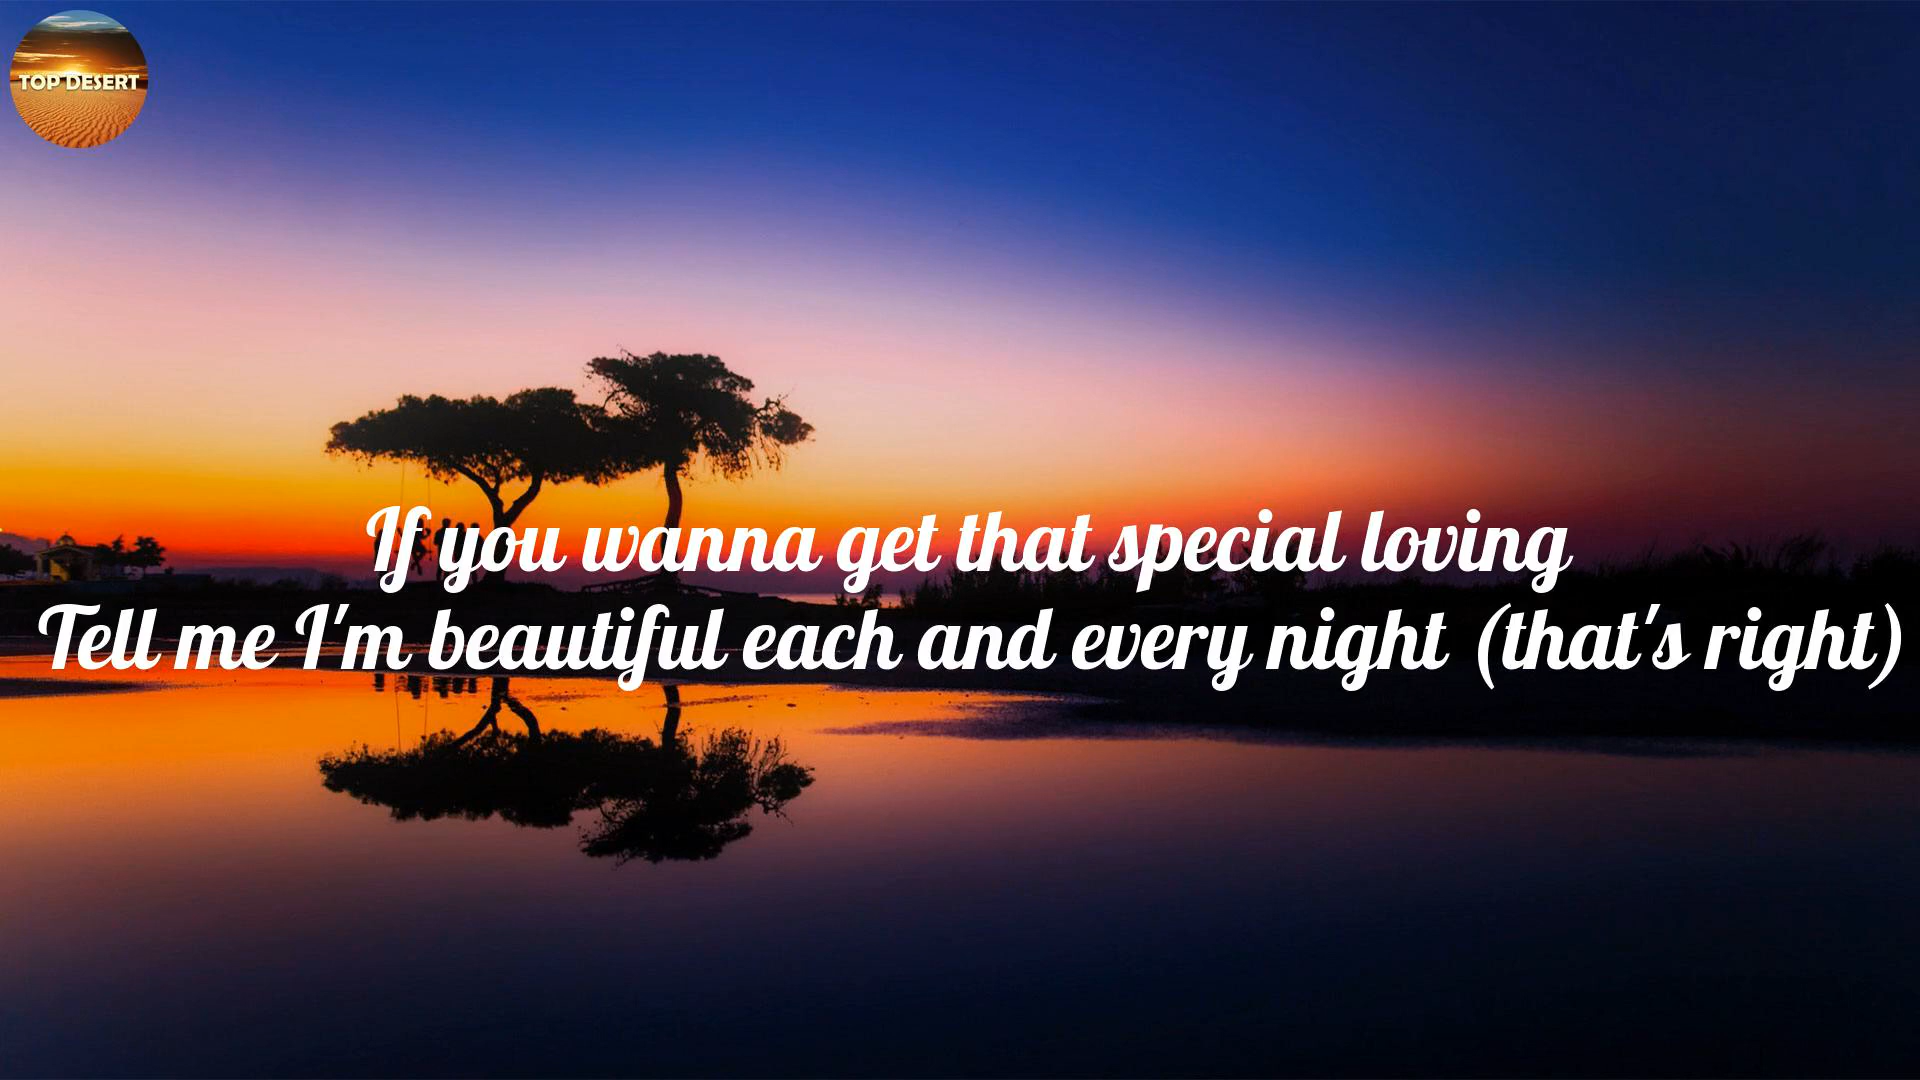 TOP DESERT
If you wanna get that special loving
Tell me I'm beautiful each and every night (that's right)